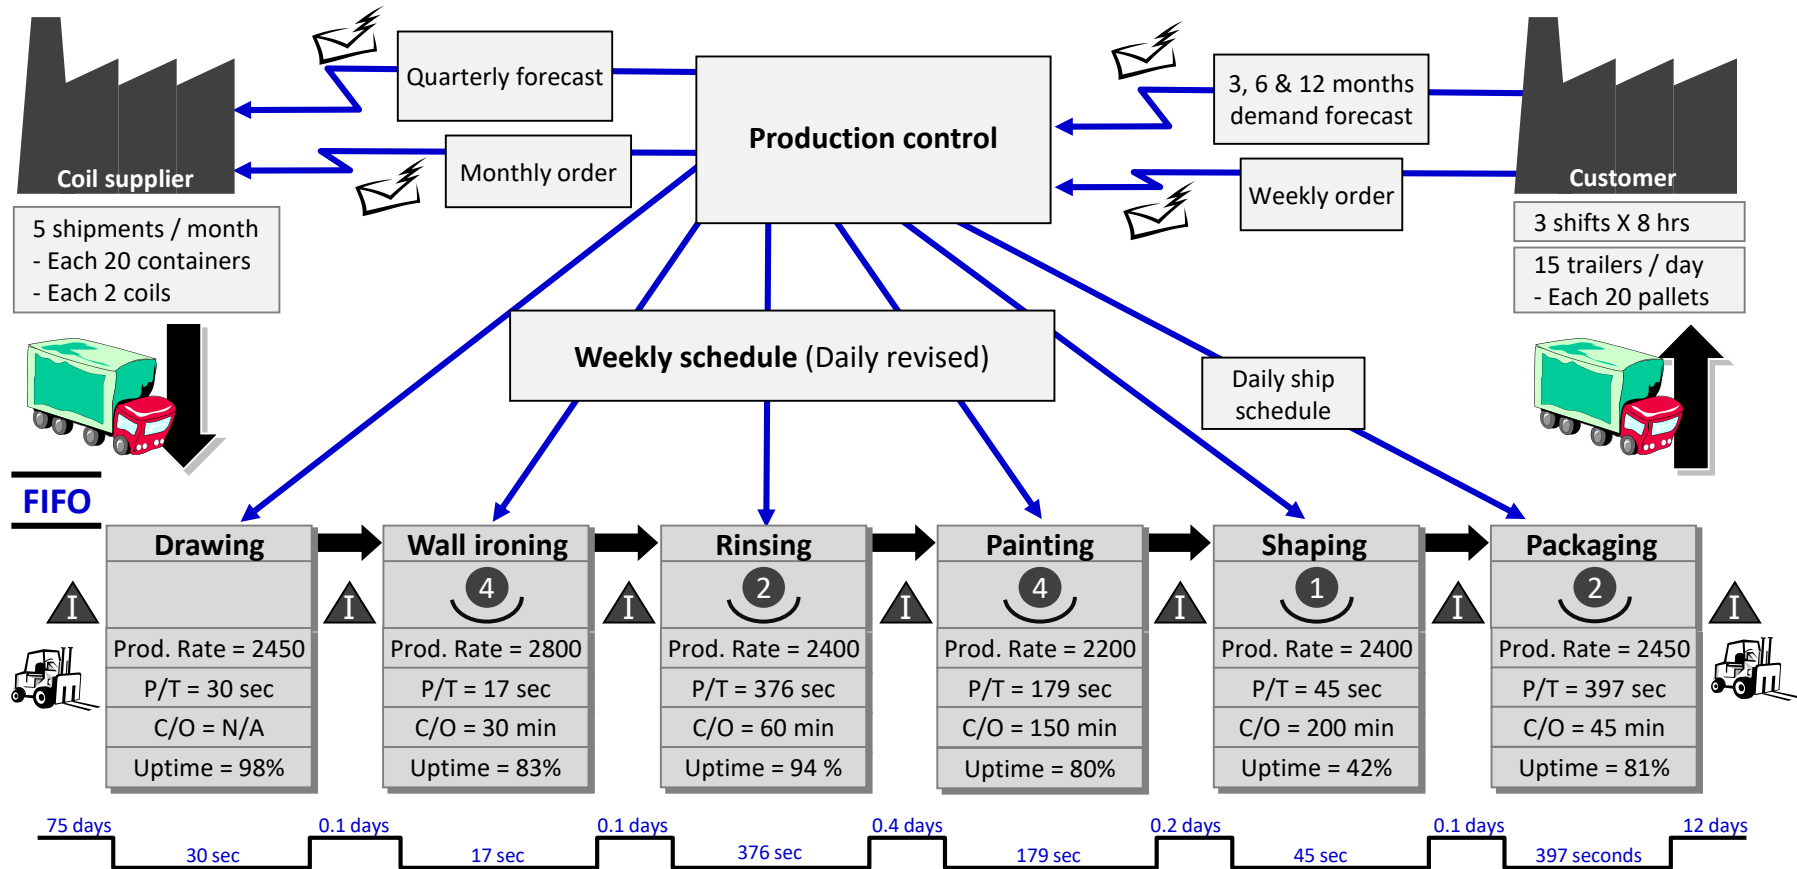 Quarterly forecast
Monthly order
Production control
3, 6 & 12 months
demand forecast
Weekly order
Coil supplier
Customer
5 shipments / month
- Each 20 containers
- Each 2 coils
3 shifts X 8 hrs
15 trailers / day
- Each 20 pallets
Weekly schedule (Daily revised)
Daily ship
schedule
FIFO
Drawing
Wall ironing
Rinsing
Painting
Shaping
Packaging
4
2
4
1
2
I
I
I
I
I
I
I
Prod. Rate = 2450
Prod. Rate = 2800
Prod. Rate = 2400
Prod. Rate = 2200
Prod. Rate = 2400
Prod. Rate = 2450
P/T = 30 sec
P/T = 17 sec
P/T = 376 sec
P/T = 179 sec
P/T = 45 sec
P/T = 397 sec
C/O = N/A
C/O = 30 min
C/O = 60 min
C/O = 150 min
C/O = 200 min
C/O = 45 min
Uptime = 98%
Uptime = 83%
Uptime = 94 %
Uptime = 80%
Uptime = 42%
Uptime = 81%
75 days
0.1 days
0.1 days
0.4 days
0.2 days
0.1 days
12 days
30 sec
17 sec
376 sec
179 sec
45 sec
397 seconds